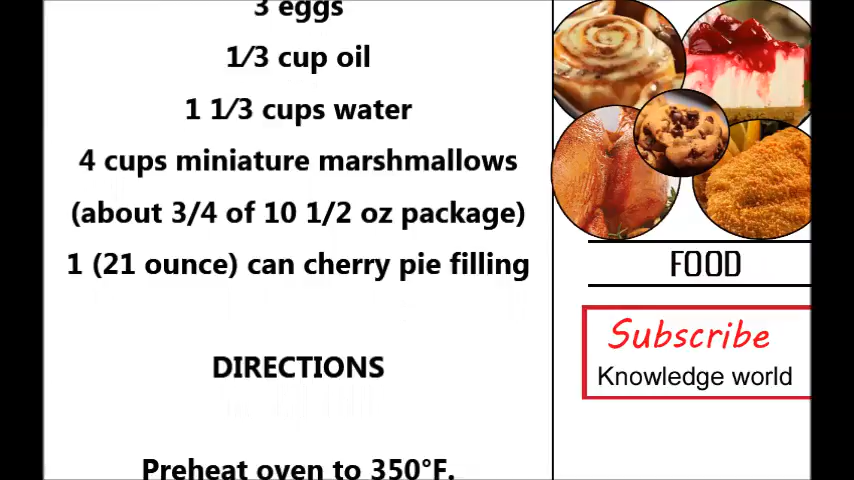 3 eggs
1/3 cup oil
1 1/3 cups water
4 cups miniature marshmallows
(about 3/4 of 10 1/2 oz package)
1 (21 ounce) can cherry pie filling
DIRECTIONS
Preheat oven to 350°F.
FOOD
Subscribe
Knowledge world